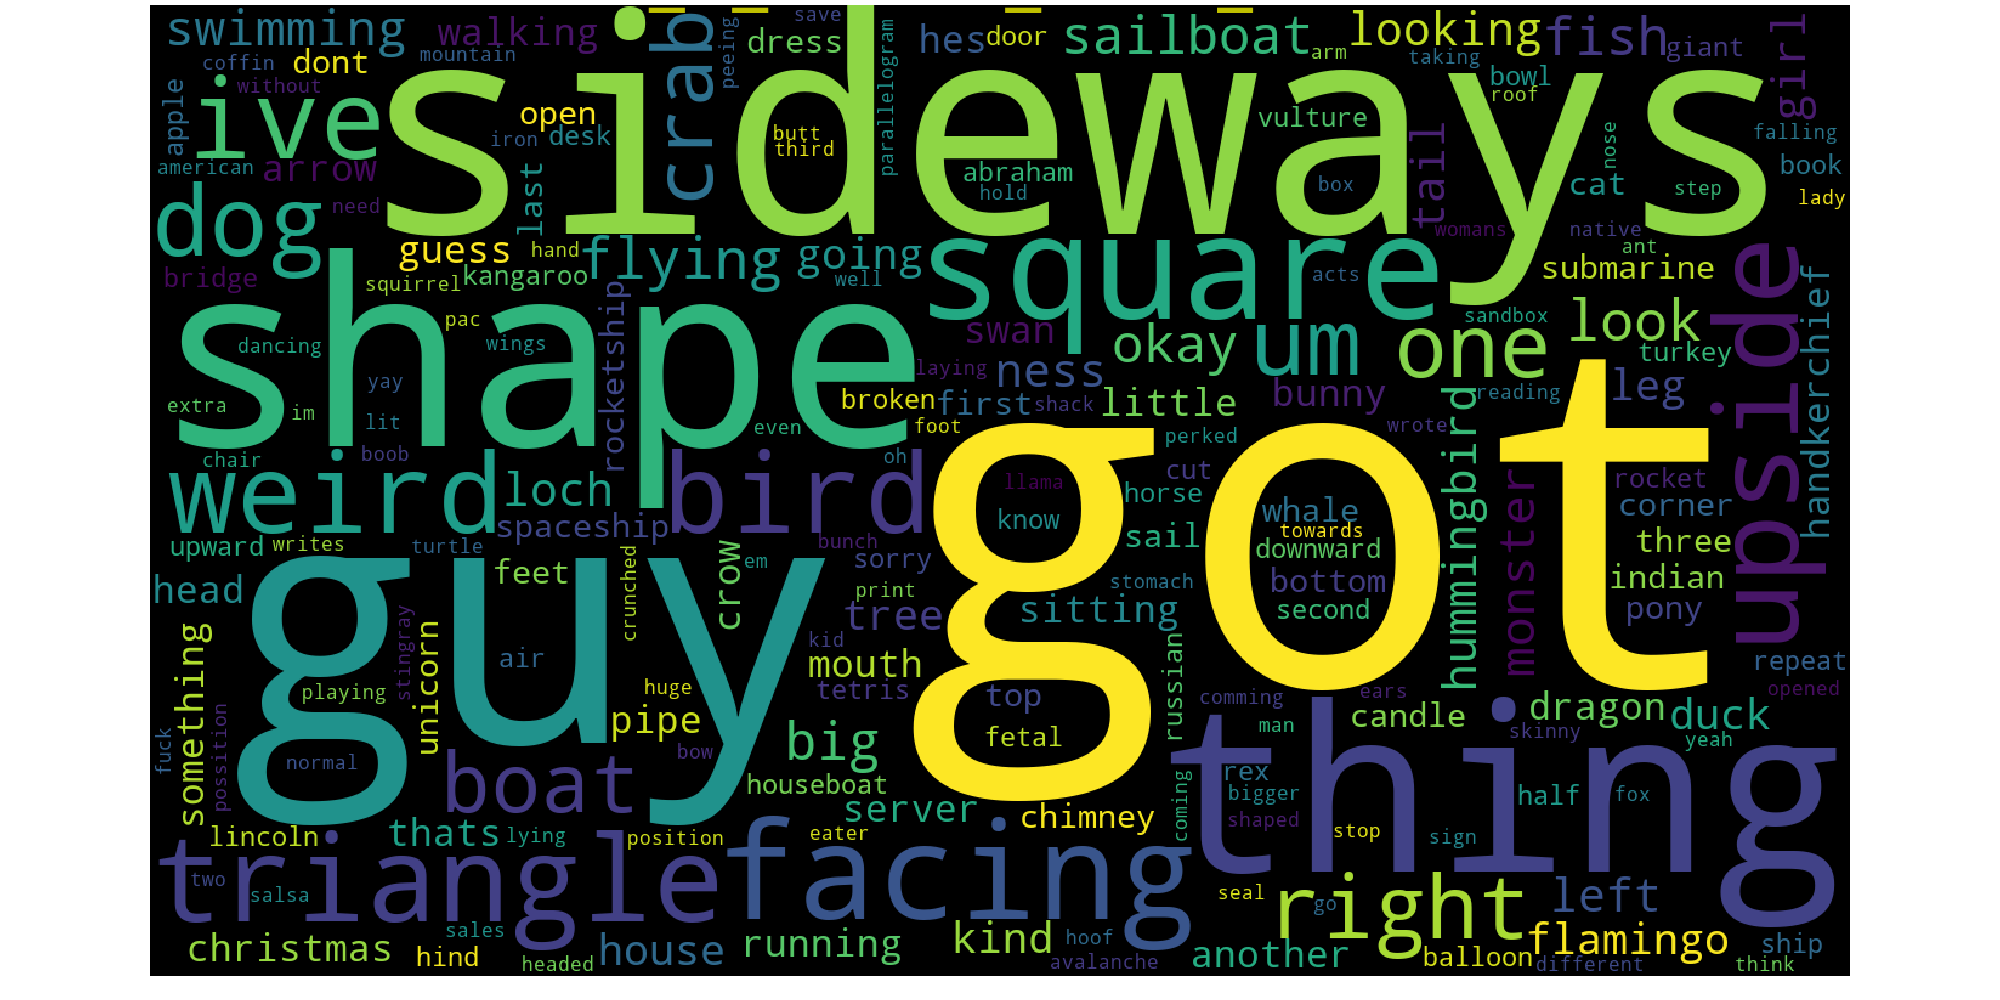 swimming
walking
save
dress
hes
door
sailboat
looking
fish
giant
girl
coffin
mountain
dont
peeing
crab
parallelogram
arm
taking
bowl
roof
without
apple
ive
sideways
open
iron
desk
butt
third
vulture
nose
falling
book
american
arrow
last
abraham
hold
box
tail
cat
step
lady
dog
need
guess
hand
flying
going
well
square
acts
womans
native
ant
submarine
upside
handkerchief
bridge
squirrel
kangaroo
rocketship
shape
pac
wings
swan
okay
um
one
sandbox
look
turkey
dancing
yay
laying
ness
bunny
reading
leg
extra
im
lit
broken
first
shack
little
hummingbird
even
foot
perked
wrote
chair
boob
weird
loch
bird
oh
got
llama
cut
horse
monster
rocket
spaceship
know
whale
corner
towards
upward
writes
turtle
crunched
crow
em
bunch
sorry
sail
downward
three
head
feet
print
stomach
bottom
indian
guy
tree
sitting
second
pony
something
stingray
unicorn
air
kid
mouth
russian
repeat
playing
huge
tetris
top
comming
ears
opened
fuck
possition
pipe
big
fetal
man
candle
dragon
duck
skinny
yeah
normal
bow
boat
houseboat
thing
rex
bigger
half
fox
server
chimney
coming
shaped
stop
sign
lincoln
thats
lying
position
eater
triangle
facing
two
salsa
seal
go
right
left
sales
christmas
hind
headed
house
running
kind
hoof
avalanche
another
balloon
flamingo
different
ship
think